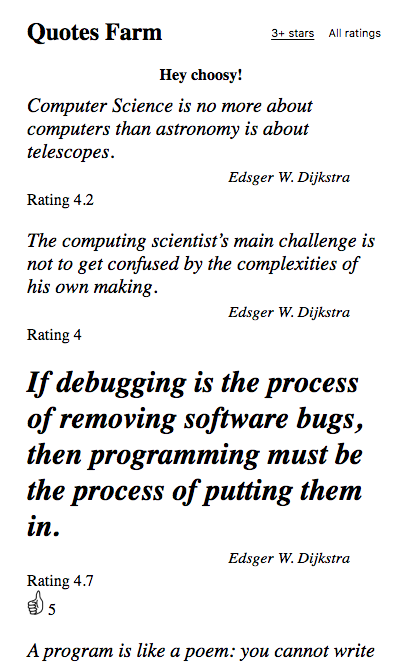 Quotes Farm
3+ stars All ratings
Hey choosy!
Computer Science is no more about
computers than astronomy is about
telescopes.
Edsger W. Dijkstra
Rating 4.2
The computing scientist’s main challenge is
not to get confused by the complexities of
his own making.
Edsger W. Dijkstra
Rating 4
If debugging is the process
of removing software bugs,
then programming must be
the process of putting them
in.
Edsger W. Dijkstra
Rating 4.7
5
A program is like a poem: you cannot write